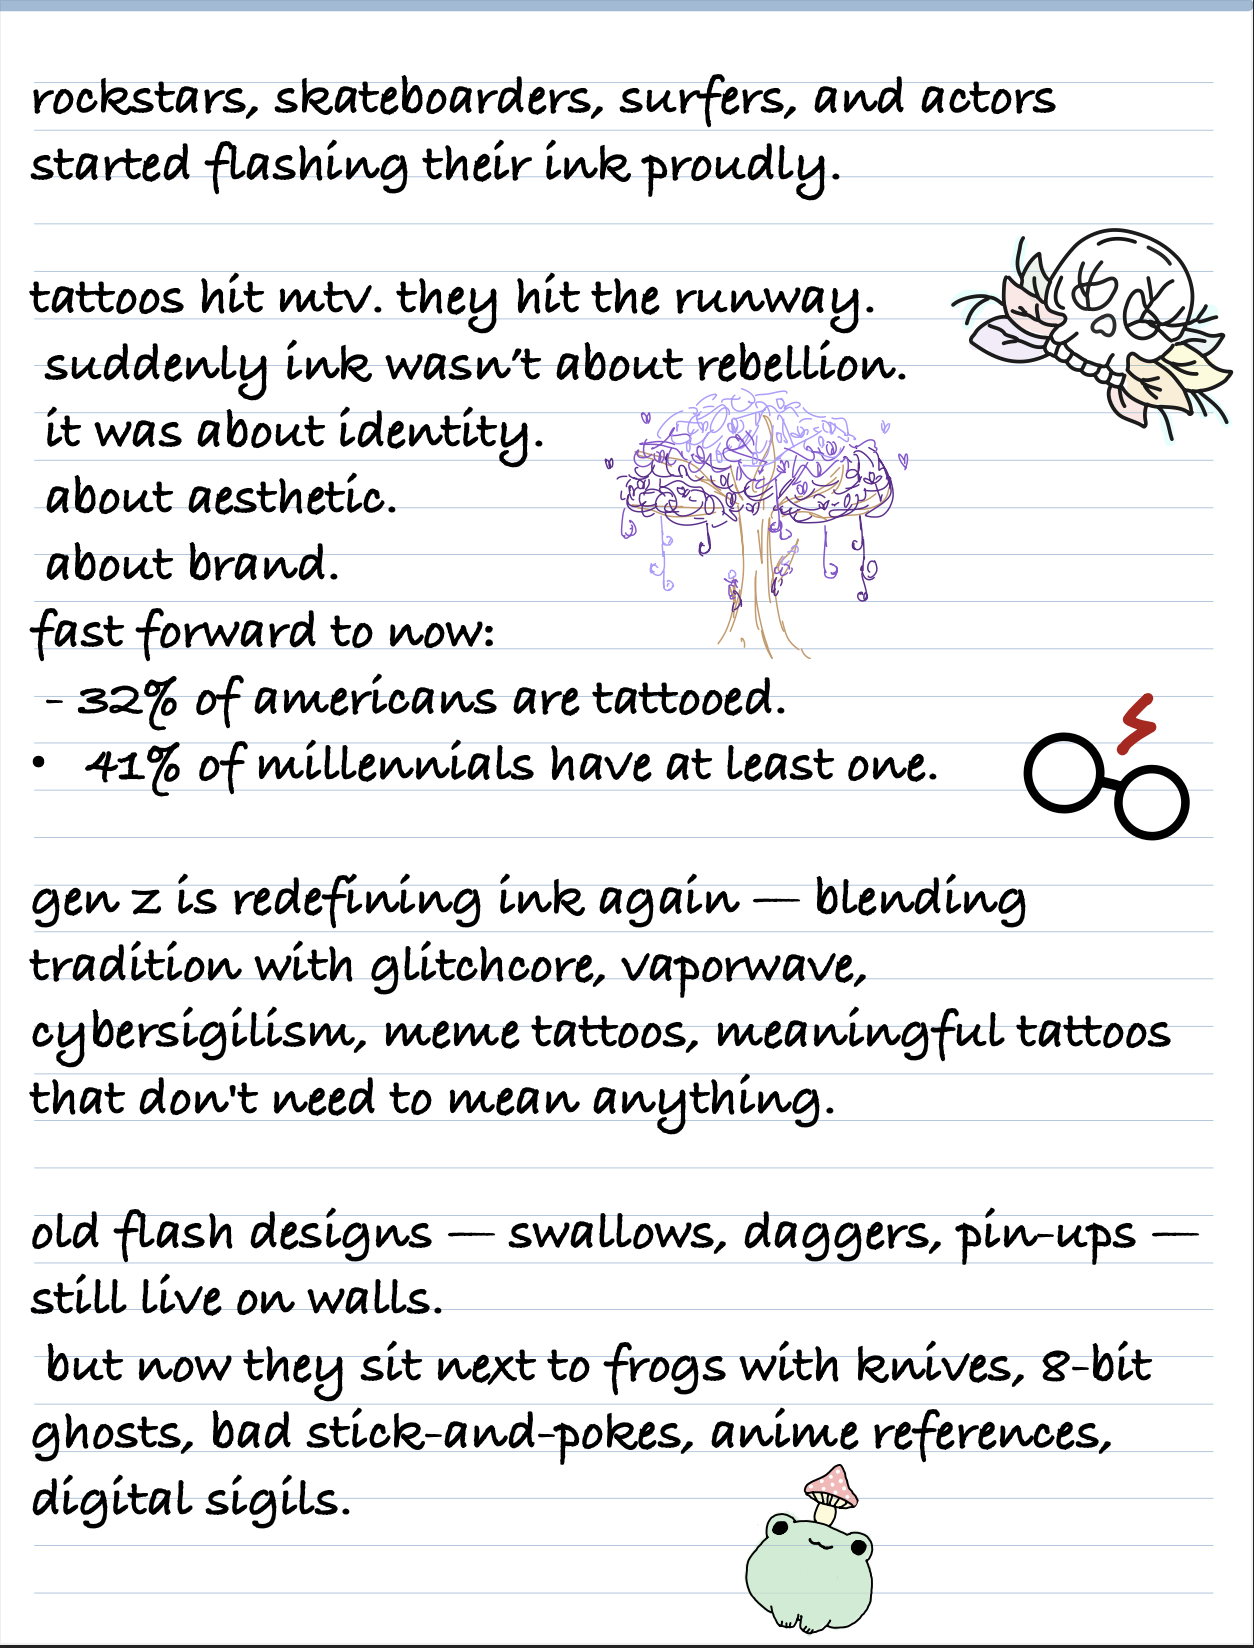 rockstars, skateboarders, surfers, and actors
started flashing their ink proudly.
tattoos hit mtv. they hit the runway.
suddenly ink wasn't about rebellion.
it was about identity.
about aesthetic.
about brand.
fast forward to now:
- 32% of americans are tattooed.
• 41% of millennials have at least one.
gen z is redefining ink again — blending
tradition with glitchcore, vaporwave,
cybersigilism, meme tattoos, meaningful tattoos
that don't need to mean anything.
old flash designs — swallows, daggers, pin-ups —
still live on walls.
but now they sit next to frogs with knives, 8-bit
ghosts, bad stick-and-pokes, anime references,
digital sigils.